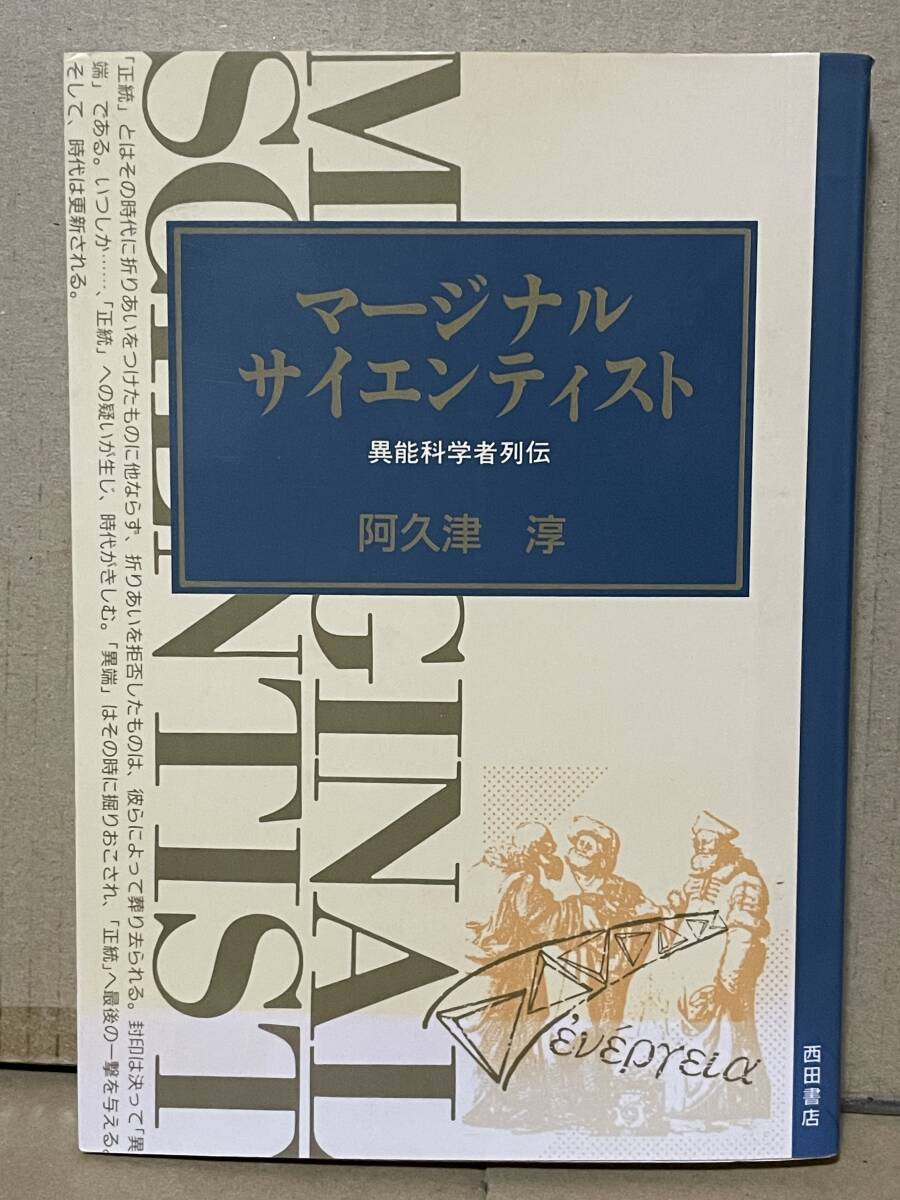 マージナル
サイエンティスト
異能科学者列伝
阿久津 淳
MARGINAL
SCIENTIST
「正統」とはその時代に折りあいをつけたものに他ならず、折りあいを拒否したものは、彼らによって葬り去られる。封印は決って「異
端」である。いつしか……、「正統」への疑いが生じ、時代がきしむ。「異端」はその時に掘りおこされ、「正統」へ最後の一撃を与える。
そして、時代は更新される。
ἐνέργεια
西田書店